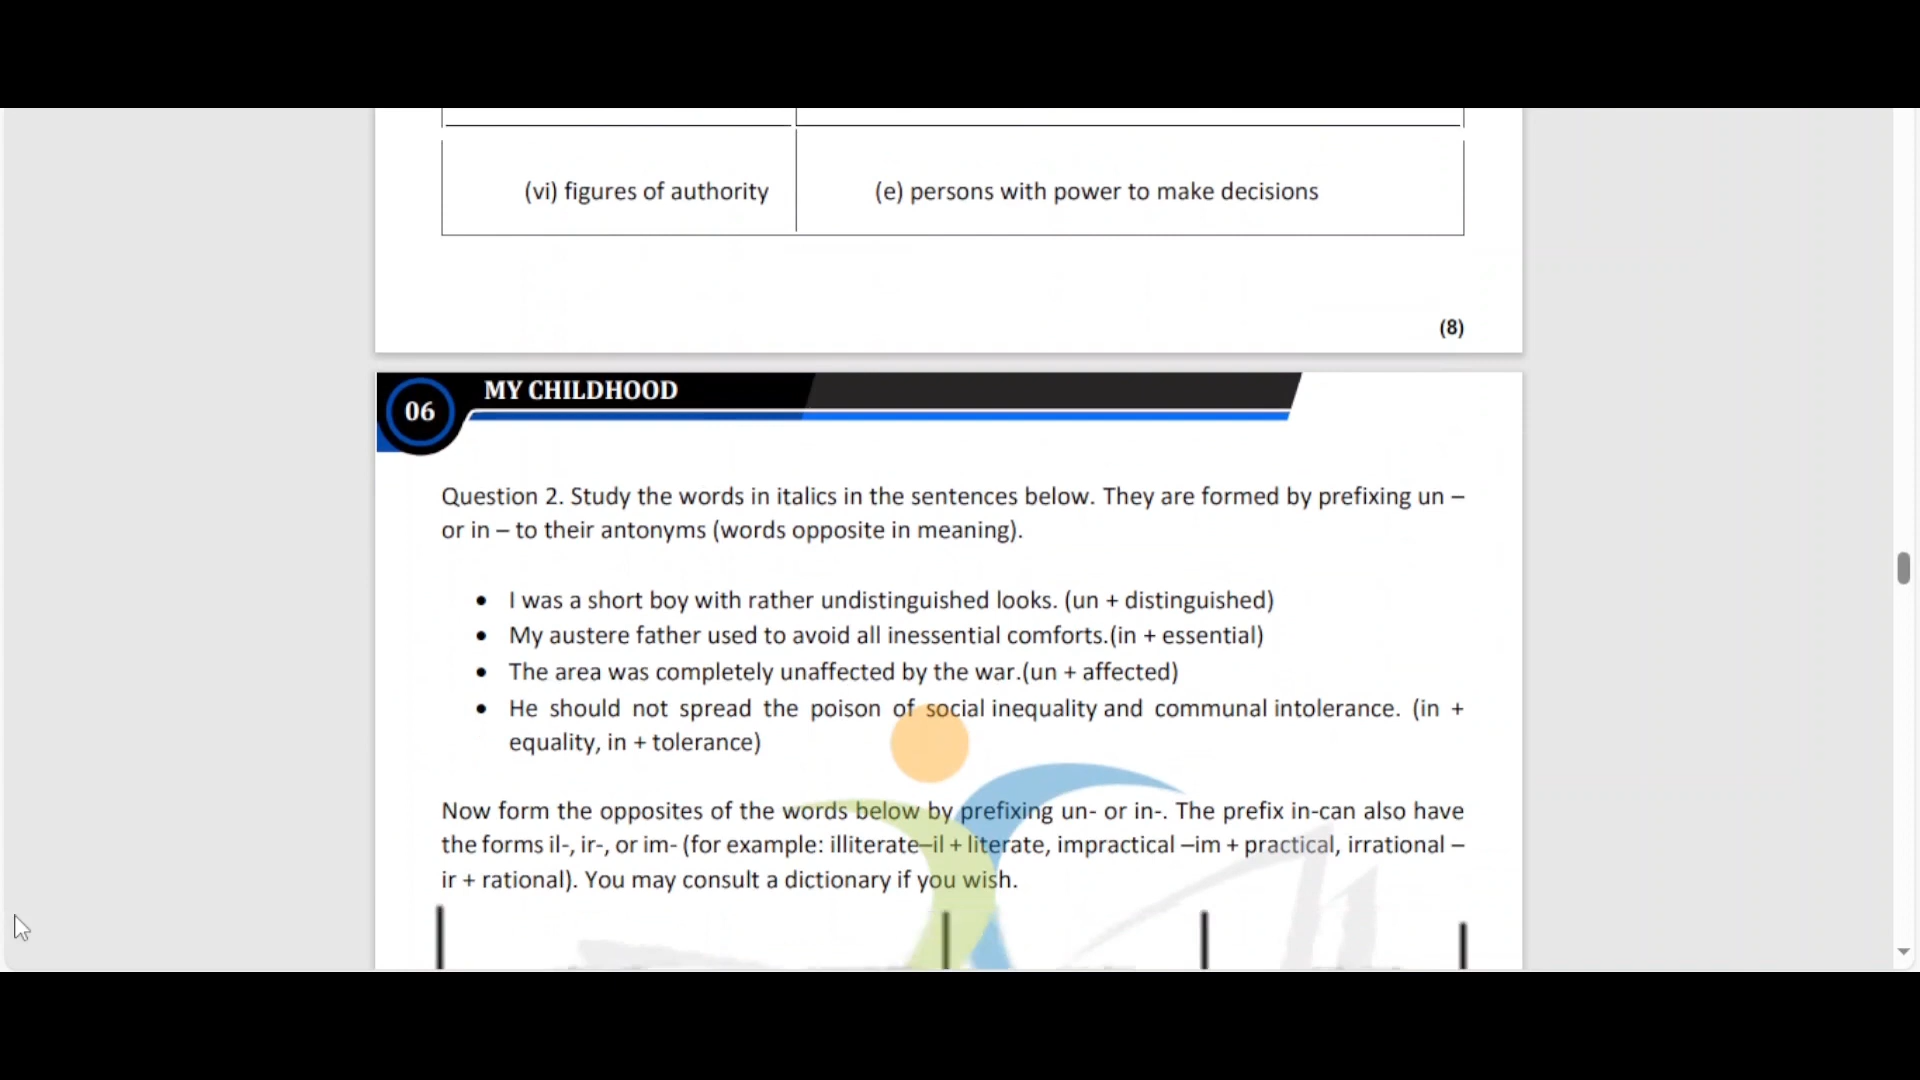 (vi) figures of authority (e) persons with power to make decisions
(8)
06 MY CHILDHOOD
Question 2. Study the words in italics in the sentences below. They are formed by prefixing un –
or in – to their antonyms (words opposite in meaning).
• I was a short boy with rather undistinguished looks. (un + distinguished)
• My austere father used to avoid all inessential comforts.(in + essential)
• The area was completely unaffected by the war.(un + affected)
• He should not spread the poison of social inequality and communal intolerance. (in +
equality, in + tolerance)
Now form the opposites of the words below by prefixing un- or in-. The prefix in-can also have
the forms il-, ir-, or im- (for example: illiterate–il + literate, impractical –im + practical, irrational –
ir + rational). You may consult a dictionary if you wish.